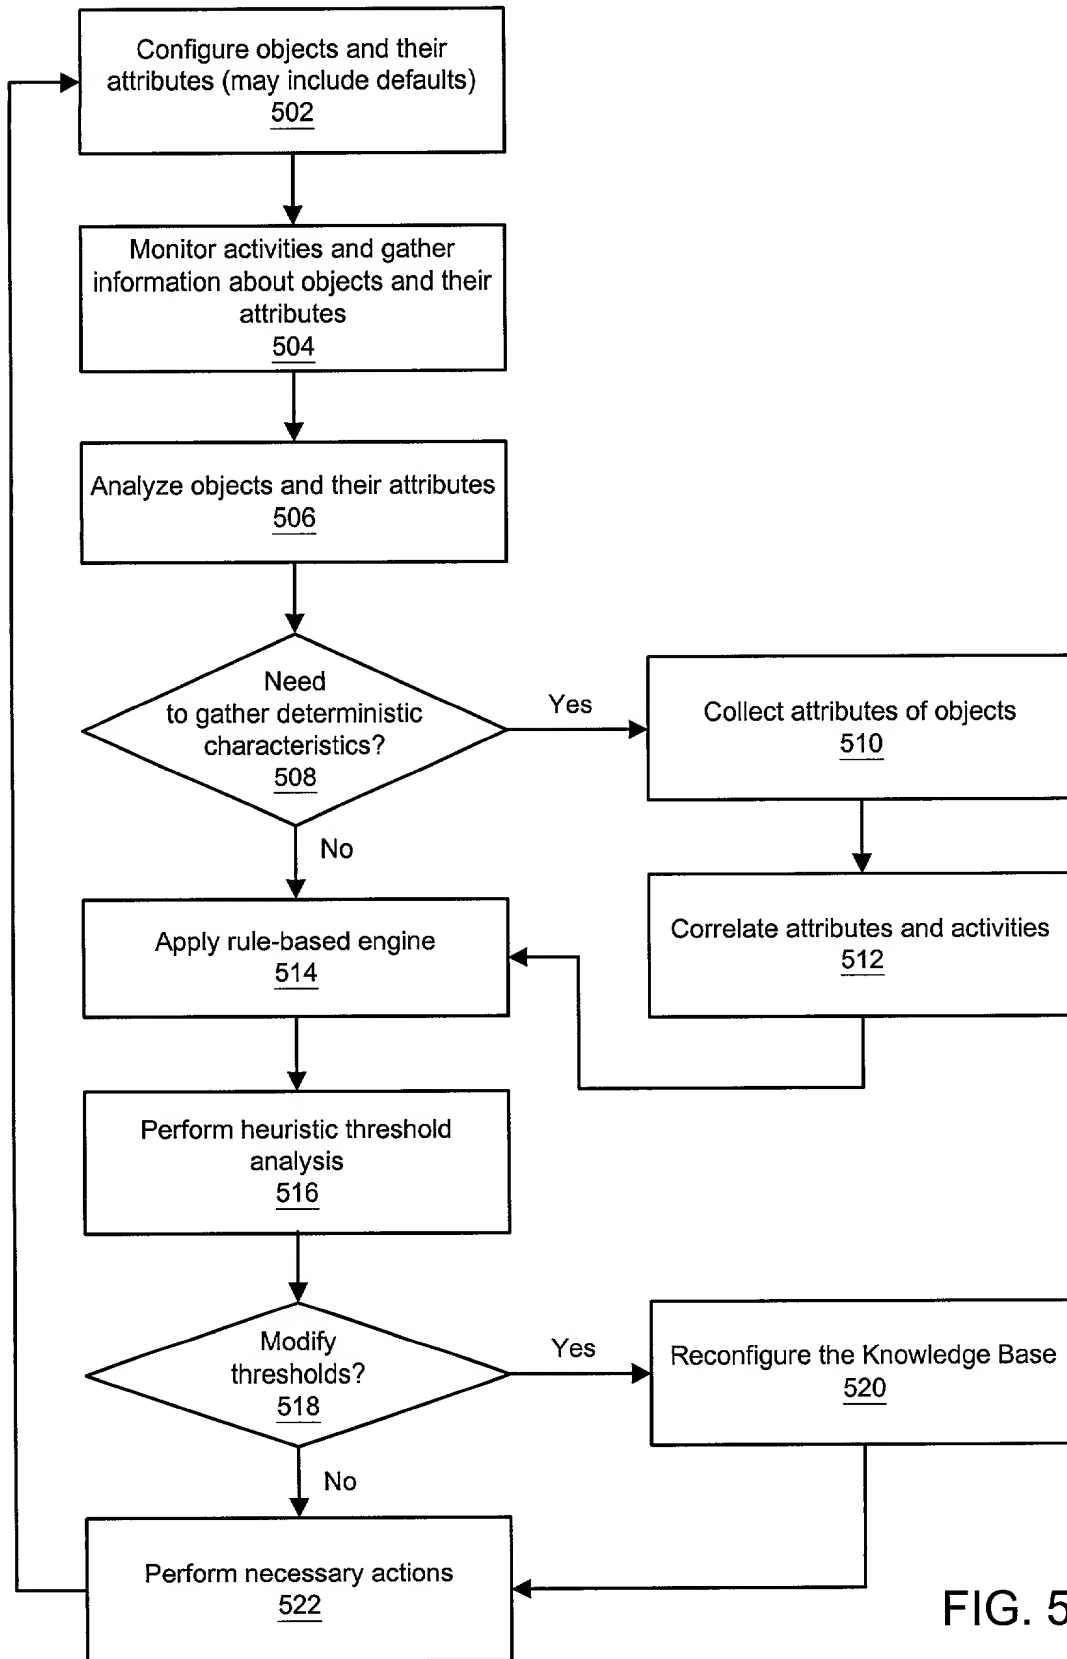 Configure objects and their
attributes (may include defaults)
502
Monitor activities and gather
information about objects and their
attributes
504
Analyze objects and their attributes
506
Need
to gather deterministic
characteristics?
508
Yes
Collect attributes of objects
510
No
Correlate attributes and activities
512
Apply rule-based engine
514
Perform heuristic threshold
analysis
516
Modify
thresholds?
518
Yes
Reconfigure the Knowledge Base
520
No
Perform necessary actions
522
FIG. 5